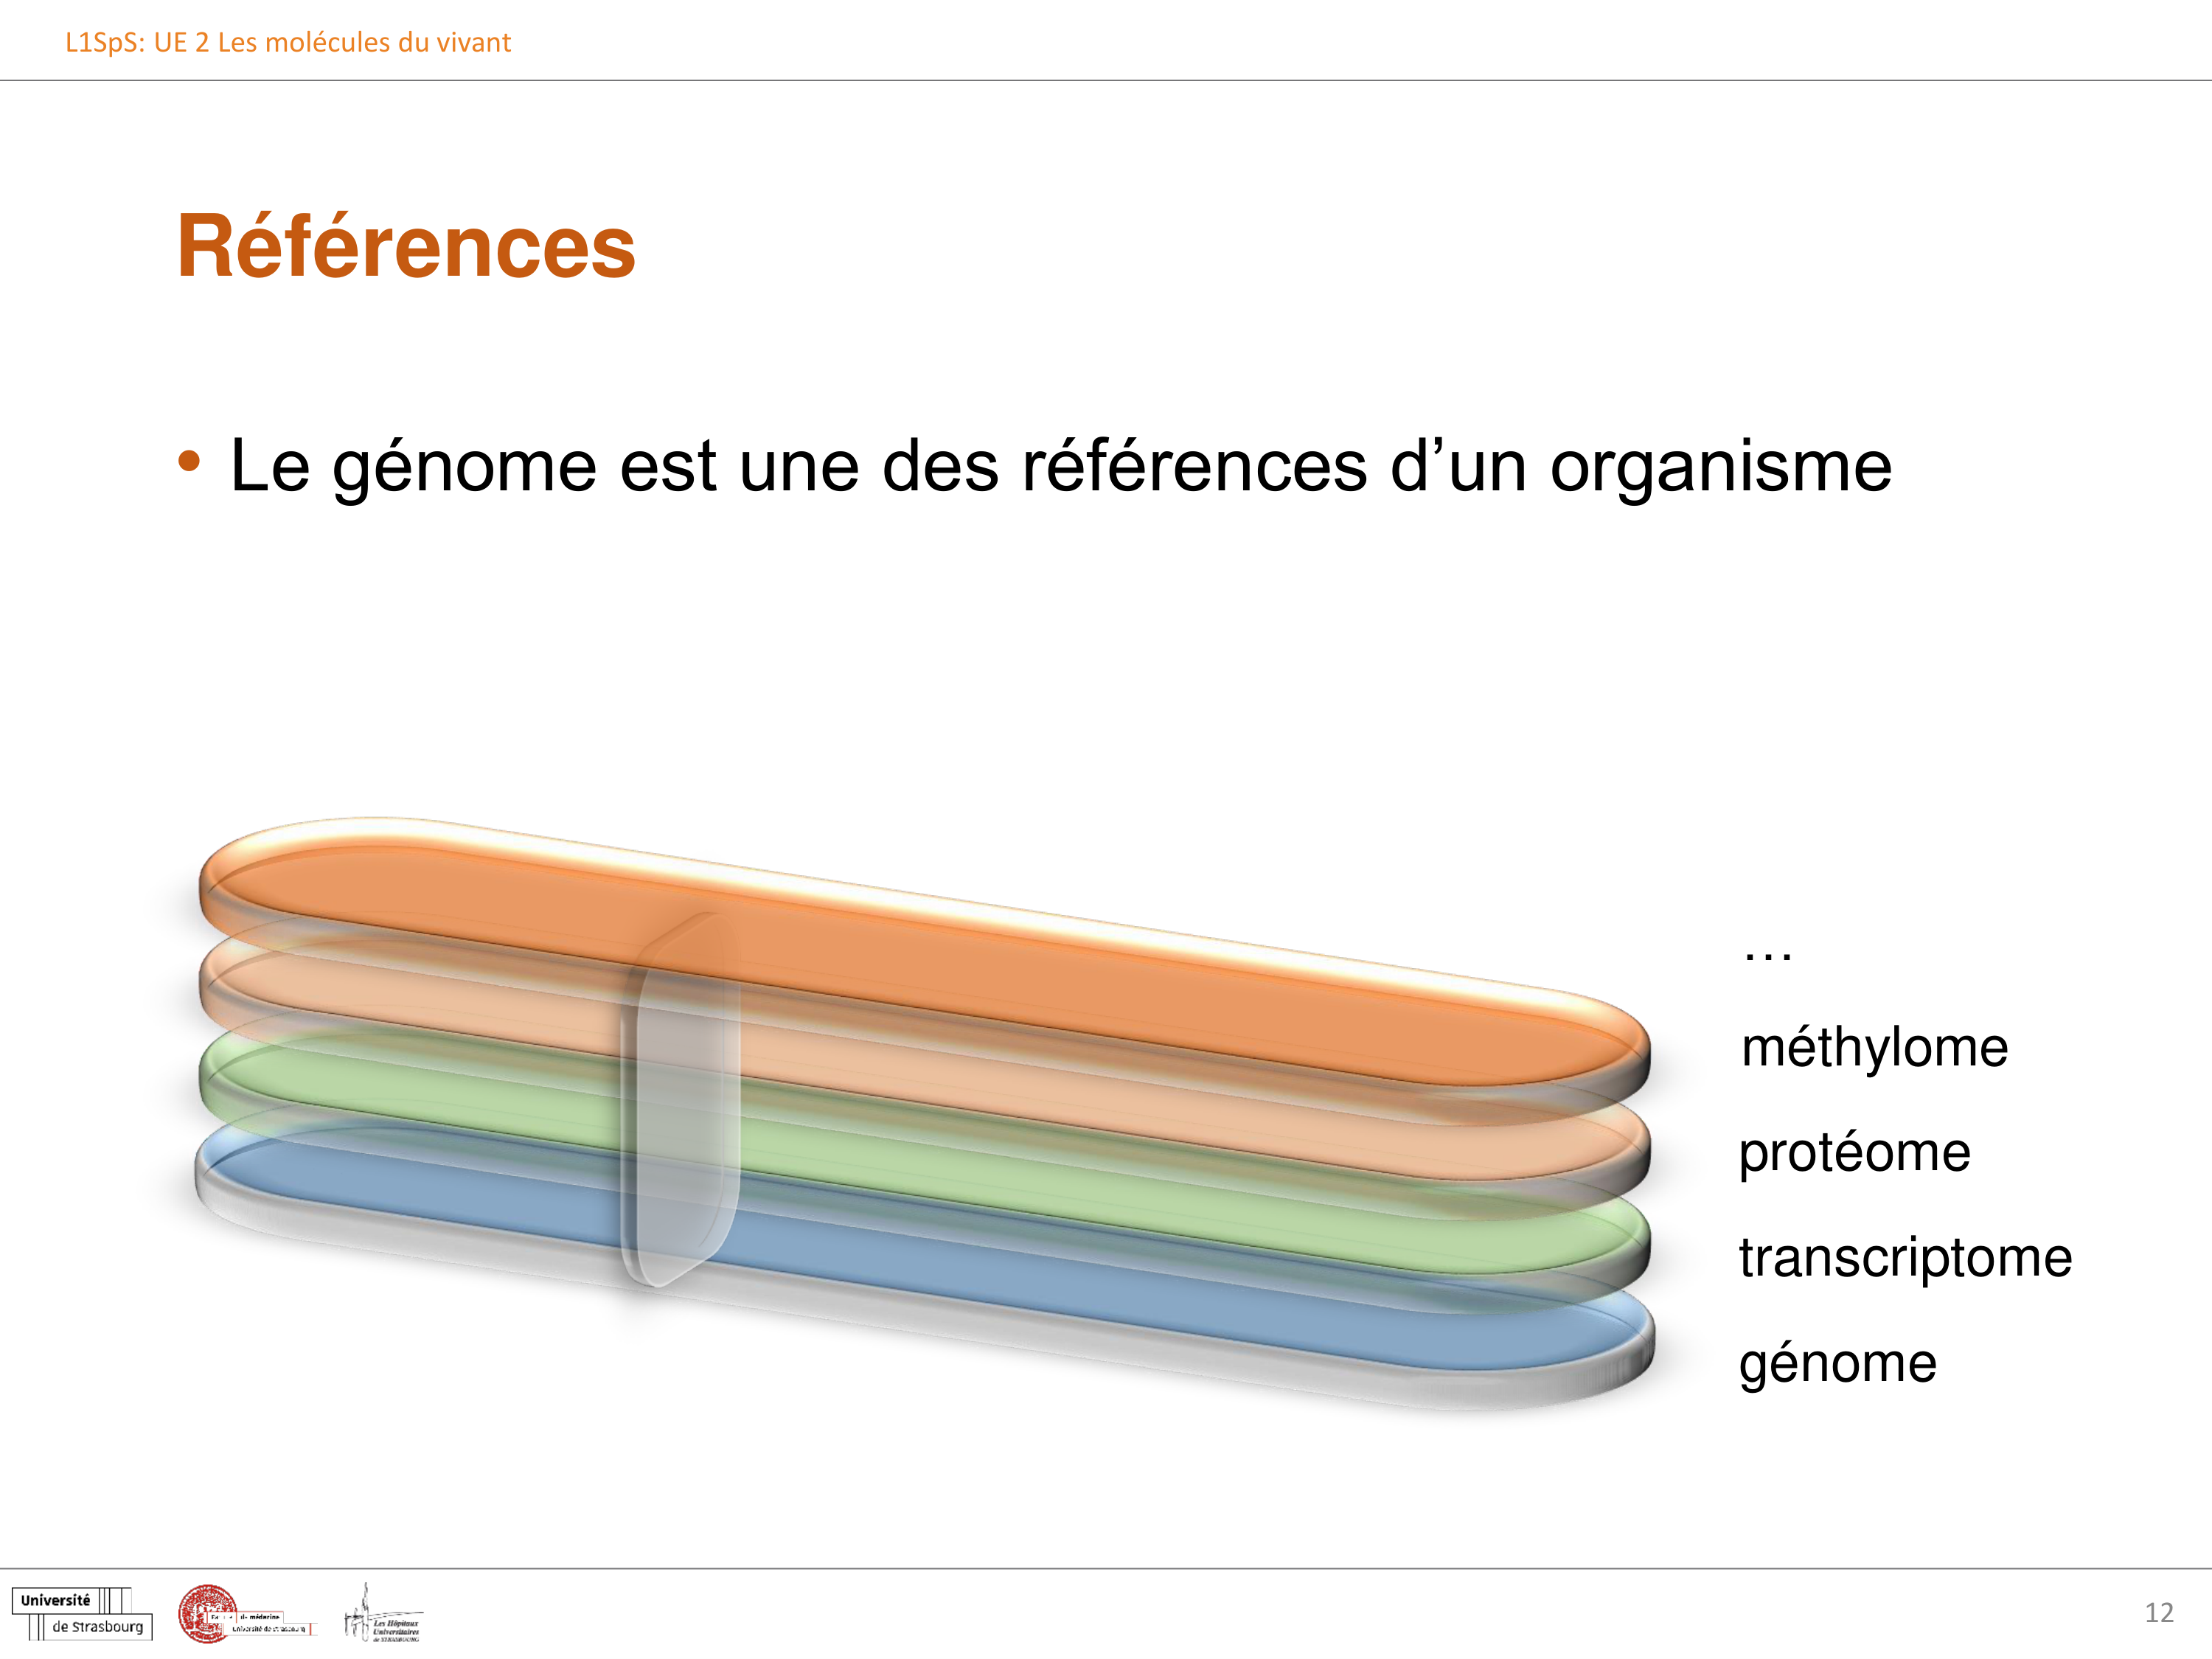 L1SpS: UE 2 Les molécules du vivant
Références
• Le génome est une des références d’un organisme
…
méthylome
protéome
transcriptome
génome
Université
de Strasbourg
de médecine
Université de Strasbourg
Les Hôpitaux
Universitaires
de STRASBOURG
12